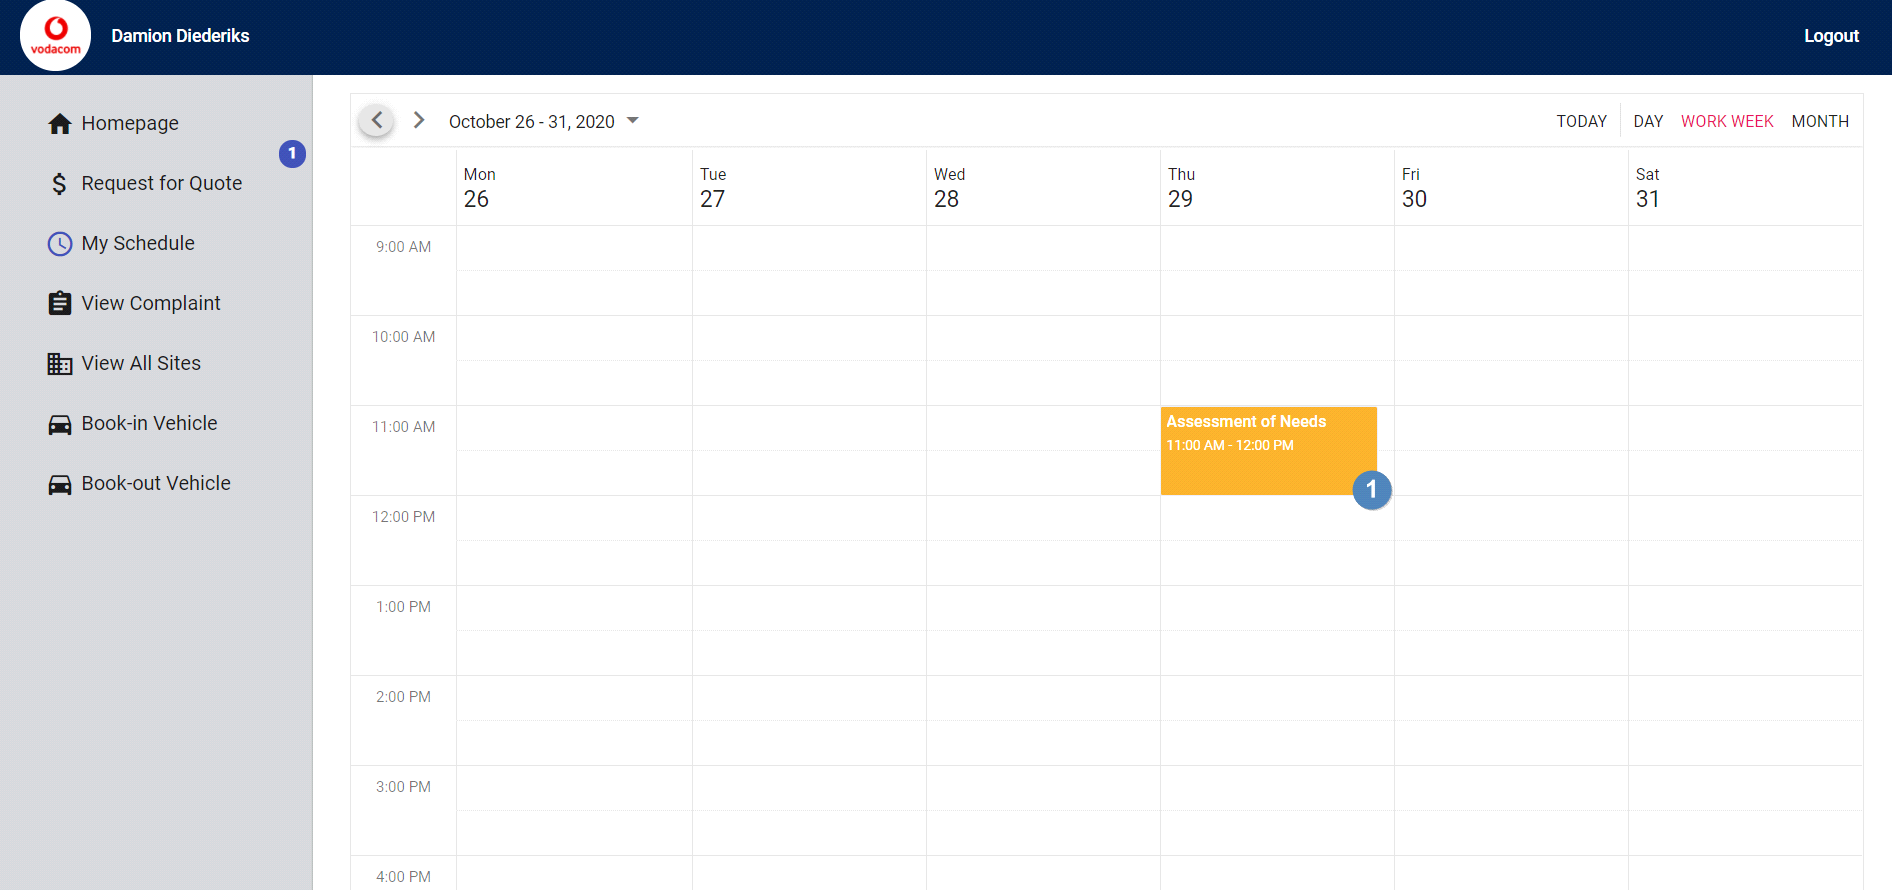 vodacom
Damion Diederiks
Logout
Homepage
1
Request for Quote
My Schedule
View Complaint
View All Sites
Book-in Vehicle
Book-out Vehicle
October 26 - 31, 2020
TODAY
DAY
WORK WEEK
MONTH
Mon
26
Tue
27
Wed
28
Thu
29
Fri
30
Sat
31
9:00 AM
10:00 AM
11:00 AM
Assessment of Needs
11:00 AM - 12:00 PM
1
12:00 PM
1:00 PM
2:00 PM
3:00 PM
4:00 PM